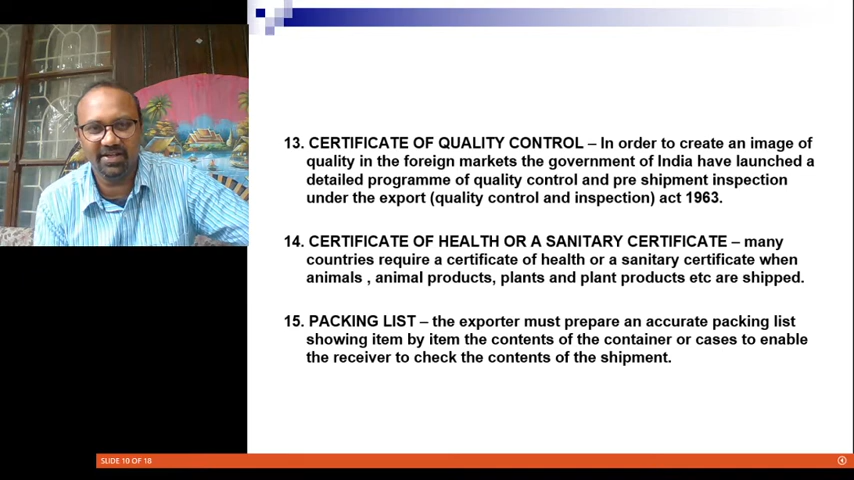 13. CERTIFICATE OF QUALITY CONTROL – In order to create an image of
quality in the foreign markets the government of India have launched a
detailed programme of quality control and pre shipment inspection
under the export (quality control and inspection) act 1963.
14. CERTIFICATE OF HEALTH OR A SANITARY CERTIFICATE – many
countries require a certificate of health or a sanitary certificate when
animals , animal products, plants and plant products etc are shipped.
15. PACKING LIST – the exporter must prepare an accurate packing list
showing item by item the contents of the container or cases to enable
the receiver to check the contents of the shipment.
SLIDE 10 OF 18